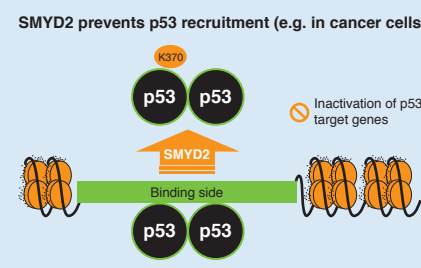 SMYD2 prevents p53 recruitment (e.g. in cancer cells
K370
p53 p53
Inactivation of p53
target genes
SMYD2
Binding side
p53 p53